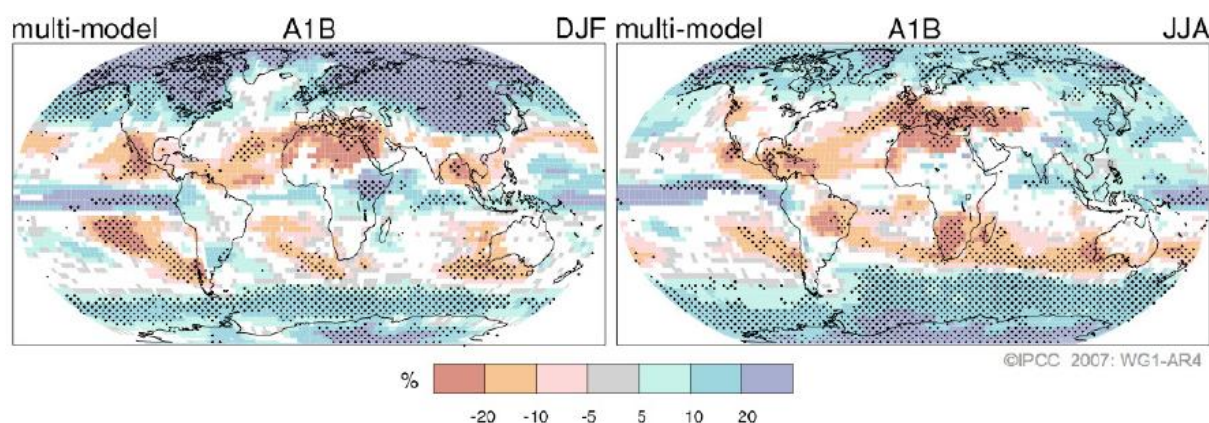 multi-model A1B DJF
multi-model A1B JJA
©IPCC 2007: WG1-AR4
%
-20 -10 -5 5 10 20